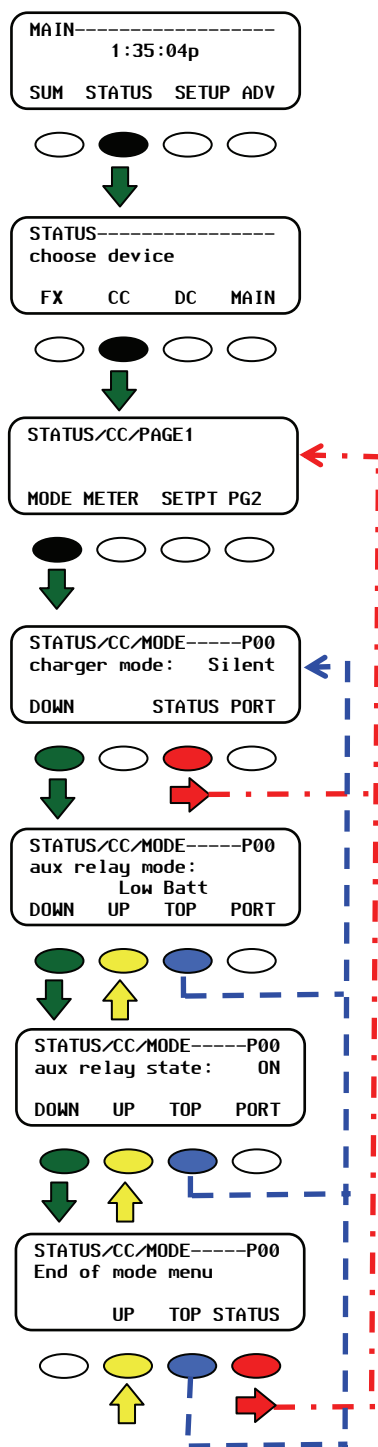 MAIN-------------------
1:35:04p
SUM STATUS SETUP ADV
STATUS-----------------
choose device
FX CC DC MAIN
STATUS/CC/PAGE1
MODE METER SETPT PG2
STATUS/CC/MODE-----P00
charger mode: Silent
DOWN STATUS PORT
STATUS/CC/MODE-----P00
aux relay mode:
Low Batt
DOWN UP TOP PORT
STATUS/CC/MODE-----P00
aux relay state: ON
DOWN UP TOP PORT
STATUS/CC/MODE-----P00
End of mode menu
UP TOP STATUS